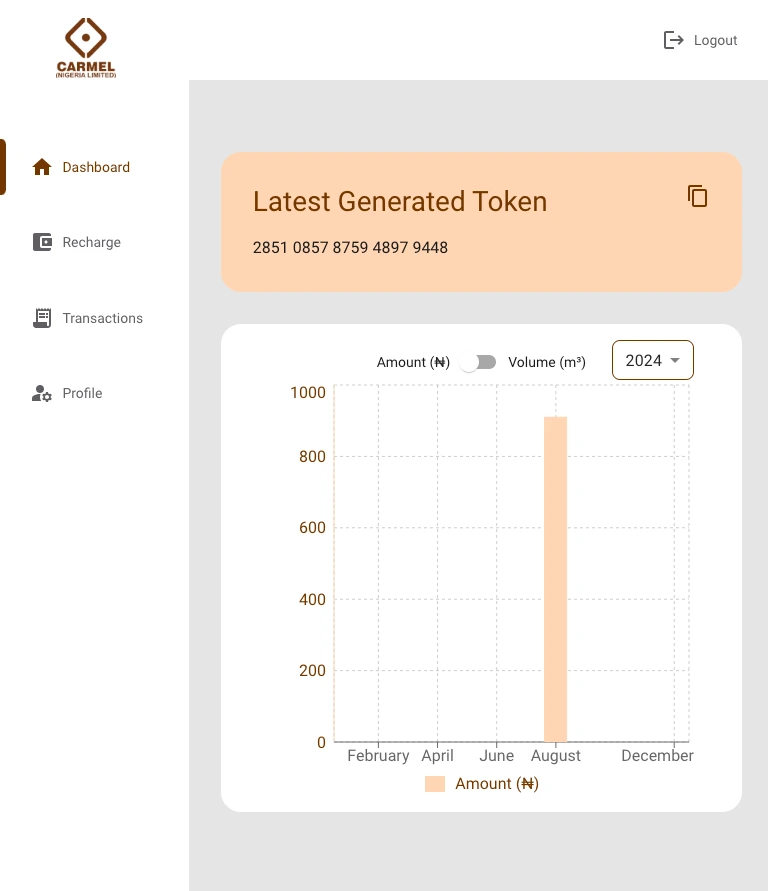 CARMEL
(NIGERIA LIMITED)
Logout
Dashboard
Recharge
Transactions
Profile
Latest Generated Token
2851 0857 8759 4897 9448
Amount (₦) Volume (m³) 2024
1000
800
600
400
200
0
February April June August December
Amount (₦)